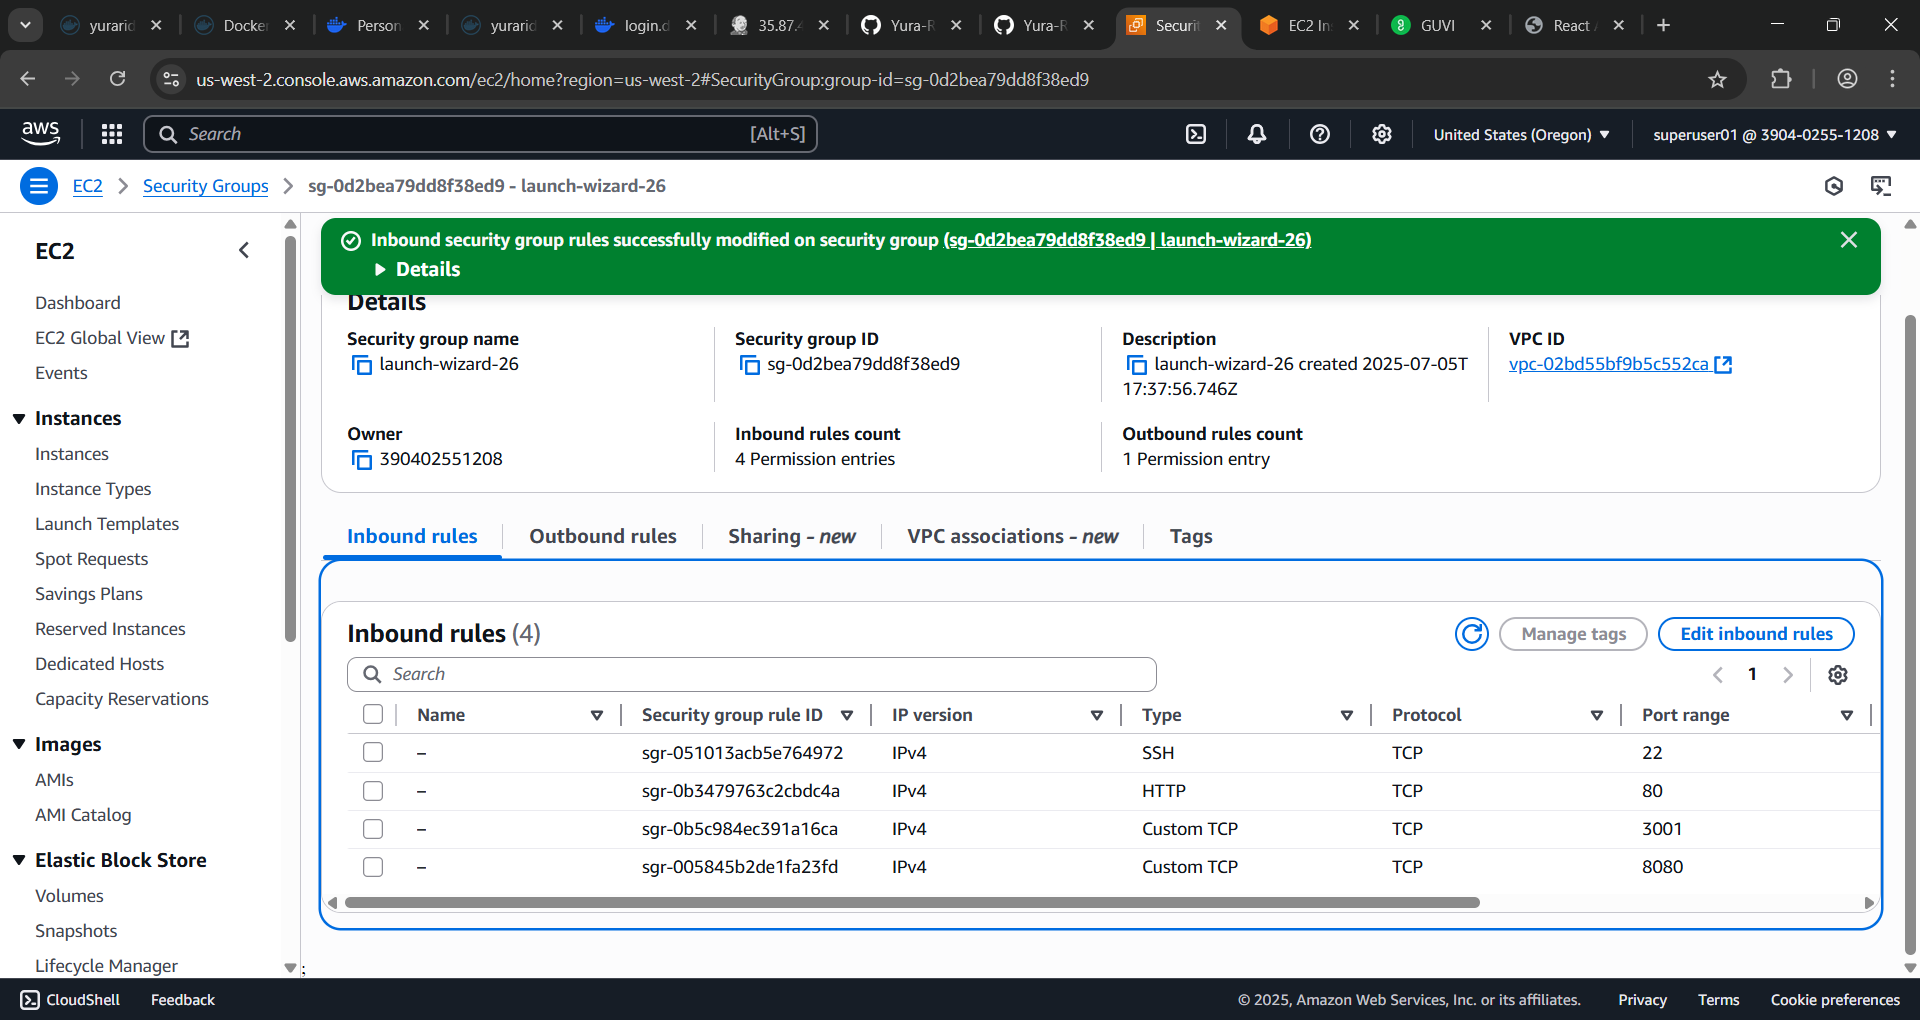 yurarid
Docker
Person
yurarid
login.d
35.87.4
Yura-R
Yura-R
Securit
EC2 Ins
GUVI
React A
us-west-2.console.aws.amazon.com/ec2/home?region=us-west-2#SecurityGroup:group-id=sg-0d2bea79dd8f38ed9
aws
Search
[Alt+S]
United States (Oregon)
superuser01 @ 3904-0255-1208
EC2
Security Groups
sg-0d2bea79dd8f38ed9 - launch-wizard-26
EC2
Dashboard
EC2 Global View
Events
Instances
Instances
Instance Types
Launch Templates
Spot Requests
Savings Plans
Reserved Instances
Dedicated Hosts
Capacity Reservations
Images
AMIs
AMI Catalog
Elastic Block Store
Volumes
Snapshots
Lifecycle Manager
Inbound security group rules successfully modified on security group (sg-0d2bea79dd8f38ed9 | launch-wizard-26)
Details
Details
Security group name
launch-wizard-26
Security group ID
sg-0d2bea79dd8f38ed9
Description
launch-wizard-26 created 2025-07-05T
17:37:56.746Z
VPC ID
vpc-02bd55bf9b5c552ca
Owner
390402551208
Inbound rules count
4 Permission entries
Outbound rules count
1 Permission entry
Inbound rules
Outbound rules
Sharing - new
VPC associations - new
Tags
Inbound rules (4)
Manage tags
Edit inbound rules
Search
1
Name Security group rule ID IP version Type Protocol Port range
– sgr-051013acb5e764972 IPv4 SSH TCP 22
– sgr-0b3479763c2cbdc4a IPv4 HTTP TCP 80
– sgr-0b5c984ec391a16ca IPv4 Custom TCP TCP 3001
– sgr-005845b2de1fa23fd IPv4 Custom TCP TCP 8080
;
CloudShell
Feedback
© 2025, Amazon Web Services, Inc. or its affiliates.
Privacy
Terms
Cookie preferences